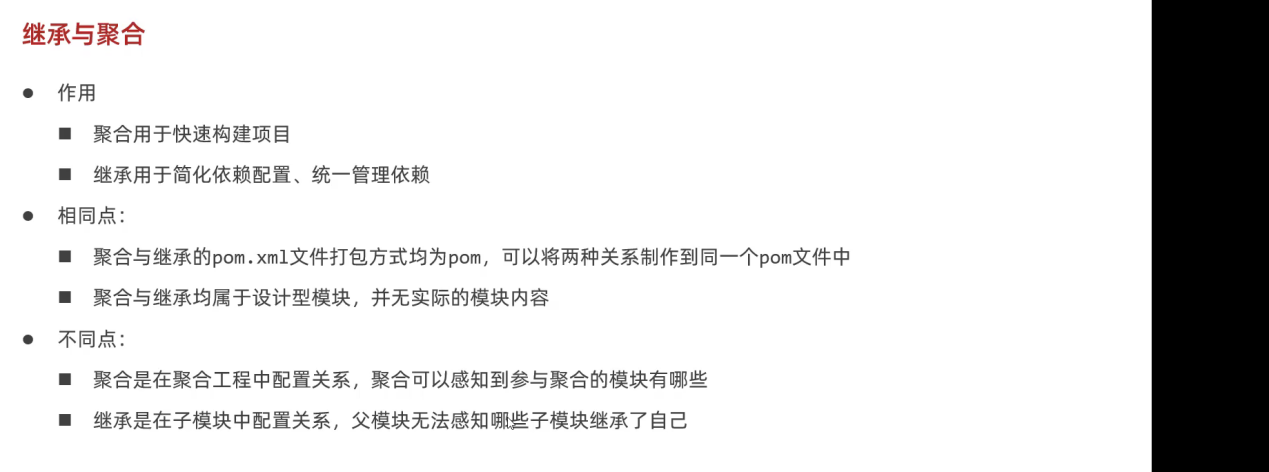 继承与聚合
● 作用
■ 聚合用于快速构建项目
■ 继承用于简化依赖配置、统一管理依赖
● 相同点：
■ 聚合与继承的pom.xml文件打包方式均为pom，可以将两种关系制作到同一个pom文件中
■ 聚合与继承均属于设计型模块，并无实际的模块内容
● 不同点：
■ 聚合是在聚合工程中配置关系，聚合可以感知到参与聚合的模块有哪些
■ 继承是在子模块中配置关系，父模块无法感知哪些子模块继承了自己